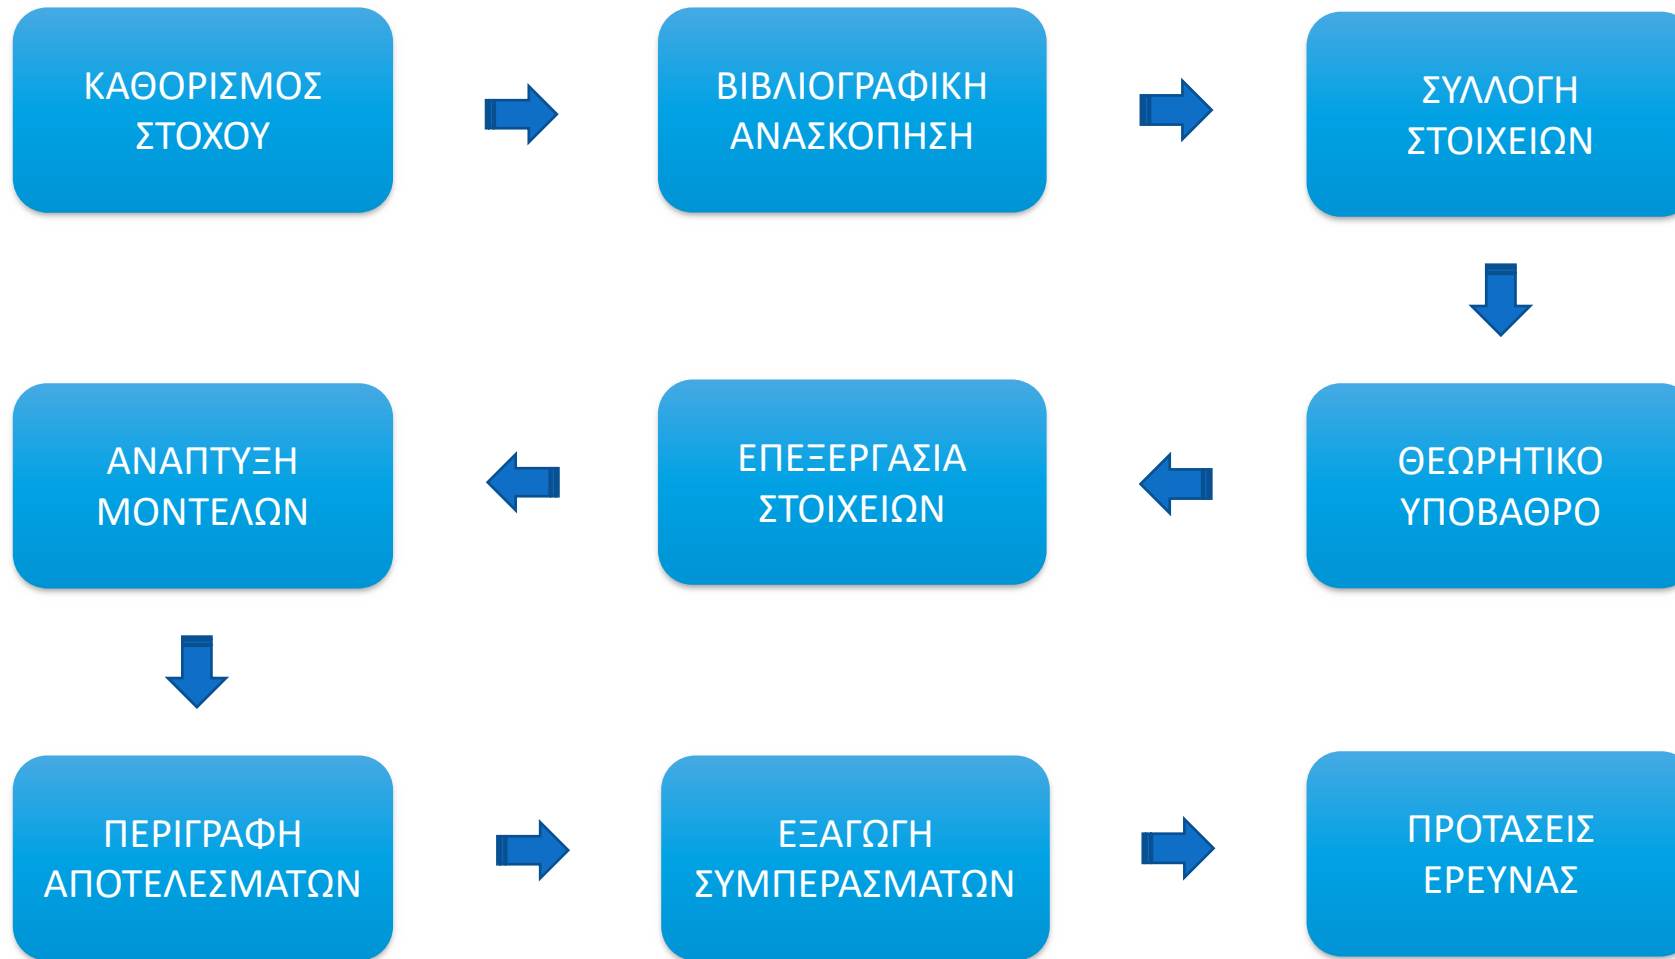 ΚΑΘΟΡΙΣΜΟΣ
ΣΤΟΧΟΥ
ΒΙΒΛΙΟΓΡΑΦΙΚΗ
ΑΝΑΣΚΟΠΗΣΗ
ΣΥΛΛΟΓΗ
ΣΤΟΙΧΕΙΩΝ
ΘΕΩΡΗΤΙΚΟ
ΥΠΟΒΑΘΡΟ
ΕΠΕΞΕΡΓΑΣΙΑ
ΣΤΟΙΧΕΙΩΝ
ΑΝΑΠΤΥΞΗ
ΜΟΝΤΕΛΩΝ
ΠΕΡΙΓΡΑΦΗ
ΑΠΟΤΕΛΕΣΜΑΤΩΝ
ΕΞΑΓΩΓΗ
ΣΥΜΠΕΡΑΣΜΑΤΩΝ
ΠΡΟΤΑΣΕΙΣ
ΕΡΕΥΝΑΣ